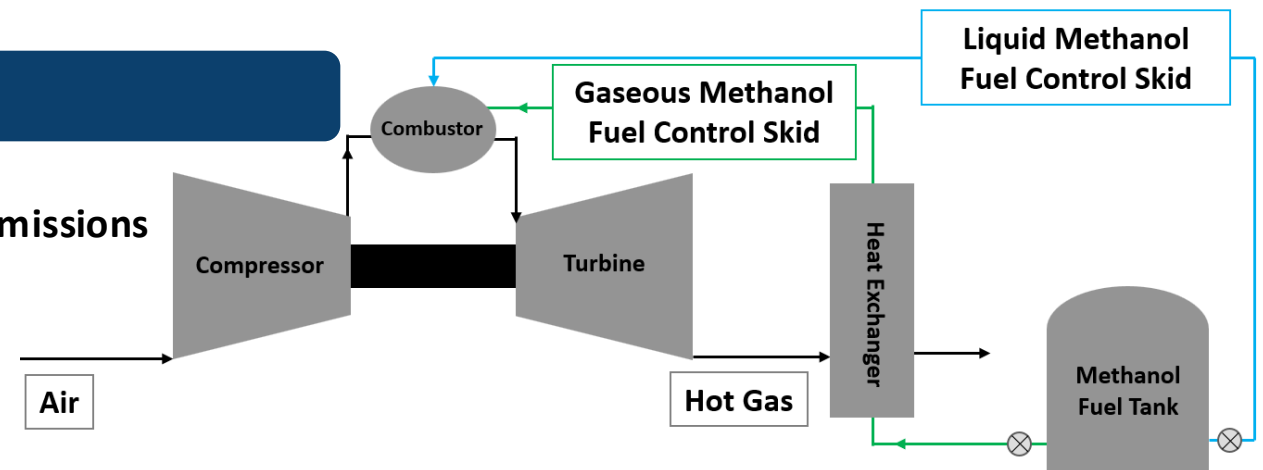 Liquid Methanol
Fuel Control Skid
Gaseous Methanol
Fuel Control Skid
Combustor
missions
Compressor
Turbine
Heat Exchanger
Methanol
Fuel Tank
Air
Hot Gas